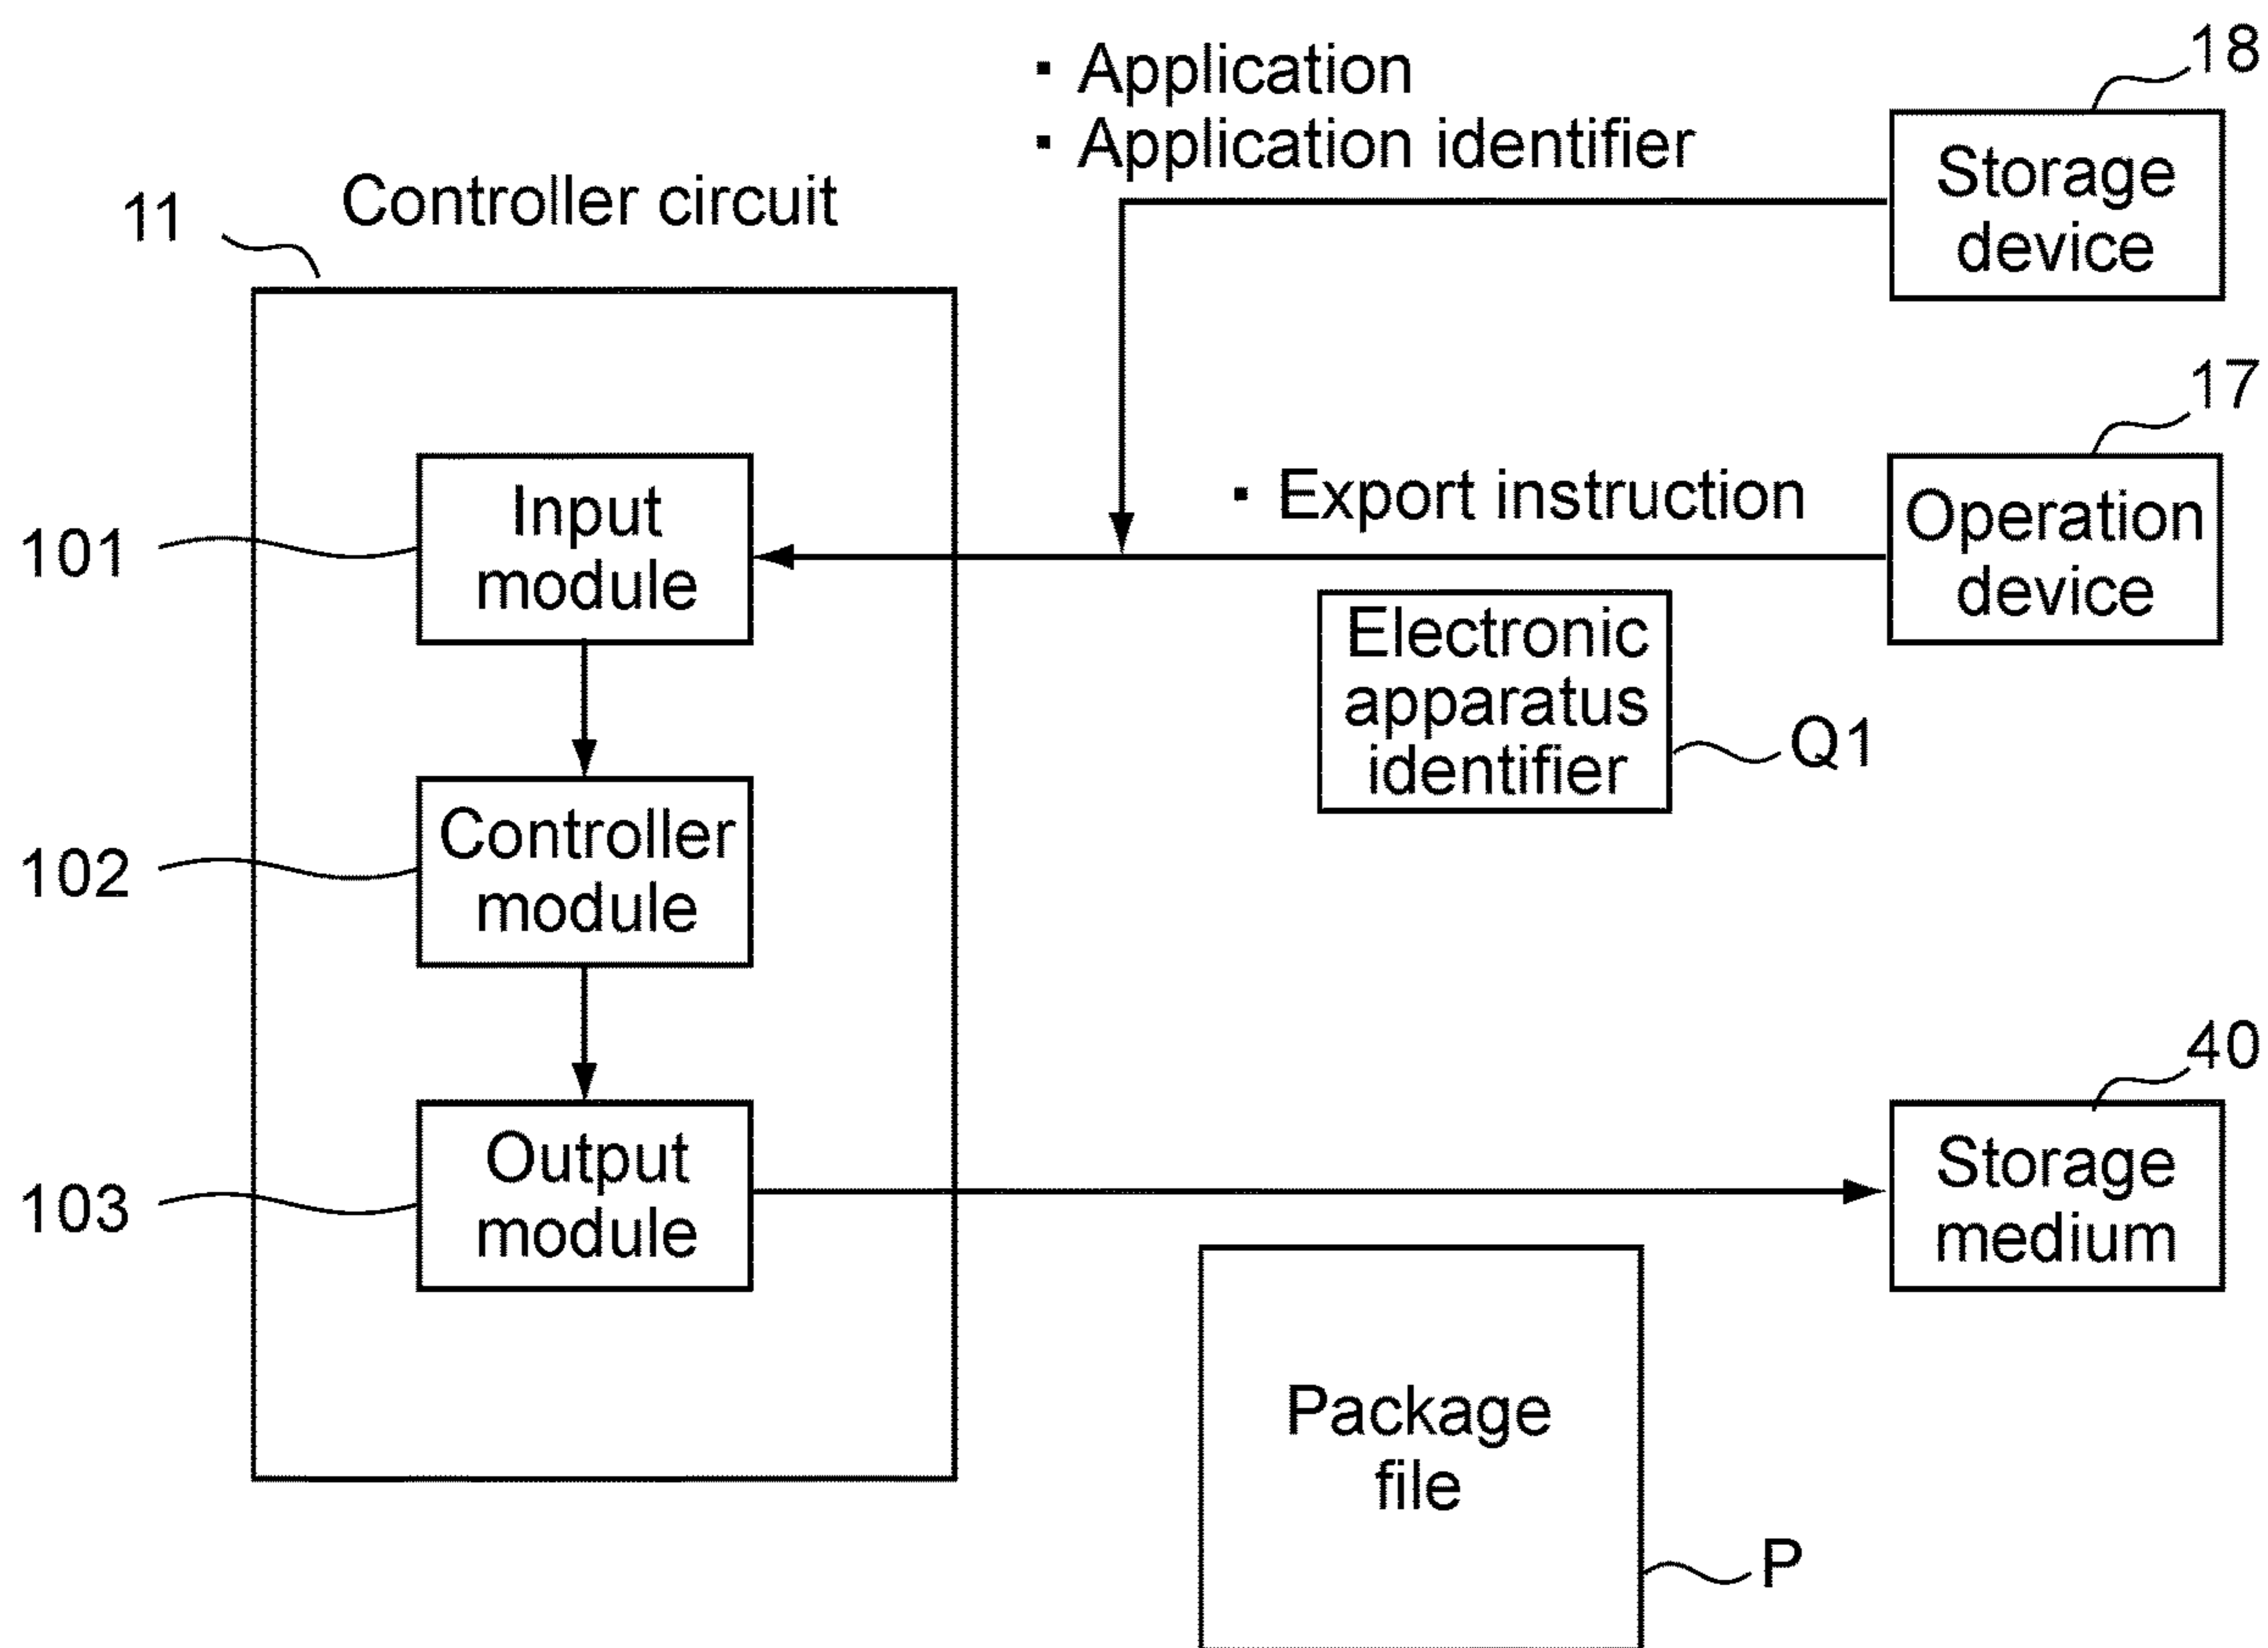 18
▪ Application
▪ Application identifier
Storage
device
11
Controller circuit
17
Input
module
101
▪ Export instruction
Operation
device
Electronic
apparatus
identifier
Q1
Controller
module
102
40
Output
module
103
Storage
medium
Package
file
P